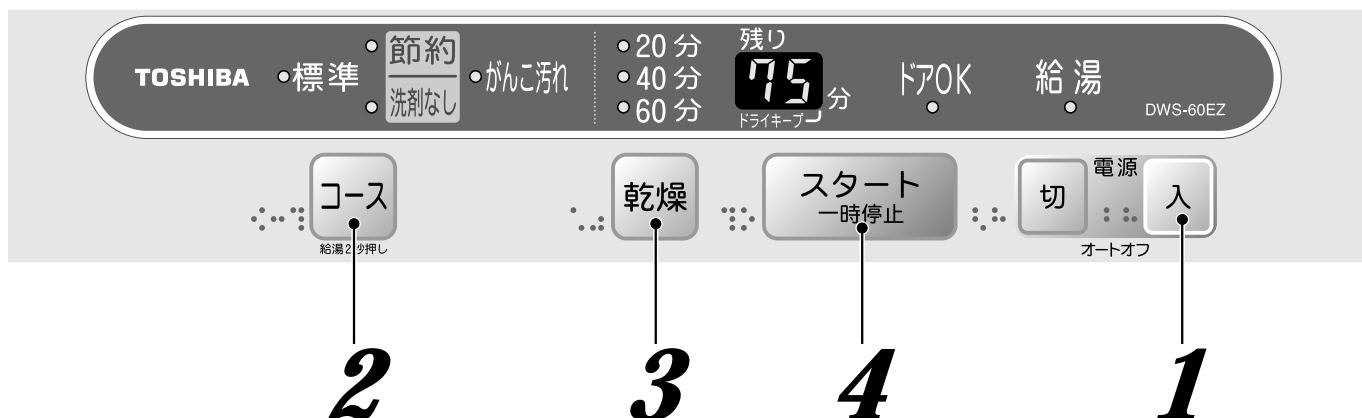 TOSHIBA
標準
節約
洗剤なし
がんこ汚れ
20分
40分
60分
残り
75分
ドライキープ
ドアOK
給湯
DWS-60EZ
コース
給湯2秒押し
乾燥
スタート
一時停止
電源
切
入
オートオフ
2
3
4
1